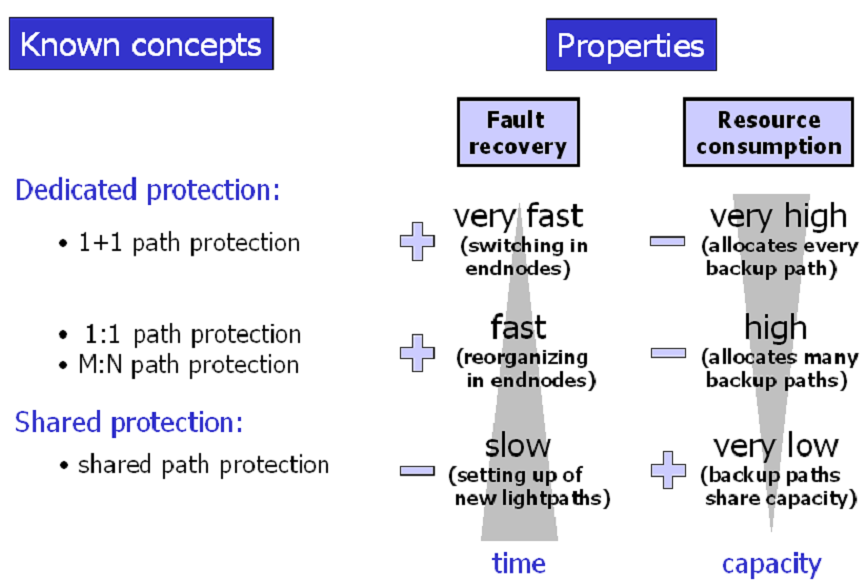 Known concepts
Properties
Fault
recovery
Resource
consumption
Dedicated protection:
• 1+1 path protection
+ very fast
(switching in
endnodes)
− very high
(allocates every
backup path)
• 1:1 path protection
• M:N path protection
+ fast
(reorganizing
in endnodes)
− high
(allocates many
backup paths)
Shared protection:
• shared path protection
− slow
(setting up of
new lightpaths)
+ very low
(backup paths
share capacity)
time
capacity